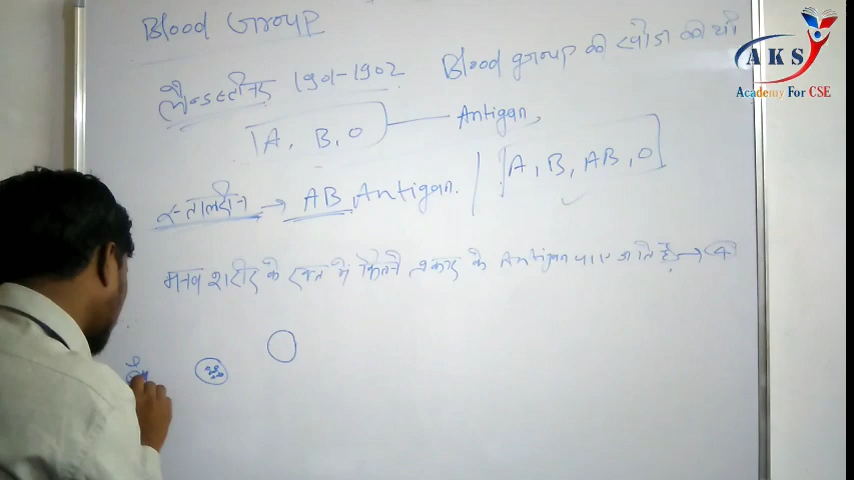 Blood Group
AKS
Academy For CSE
लैन्डस्टीनर 1901-1902 Blood group की खोज की थी
A, B, O Antigan,
स्तालदीन → AB Antigan. A, B, AB, O
मानव शरीर के रक्त में कितने प्रकार के Antigan पाए जाते हैं →